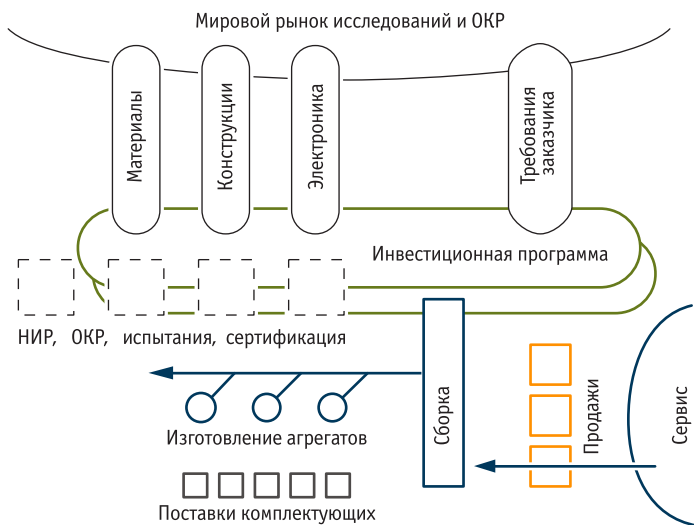 Мировой рынок исследований и ОКР
Материалы
Конструкции
Электроника
Требования
заказчика
Инвестиционная программа
НИР, ОКР, испытания, сертификация
Изготовление агрегатов
Поставки комплектующих
Сборка
Продажи
Сервис